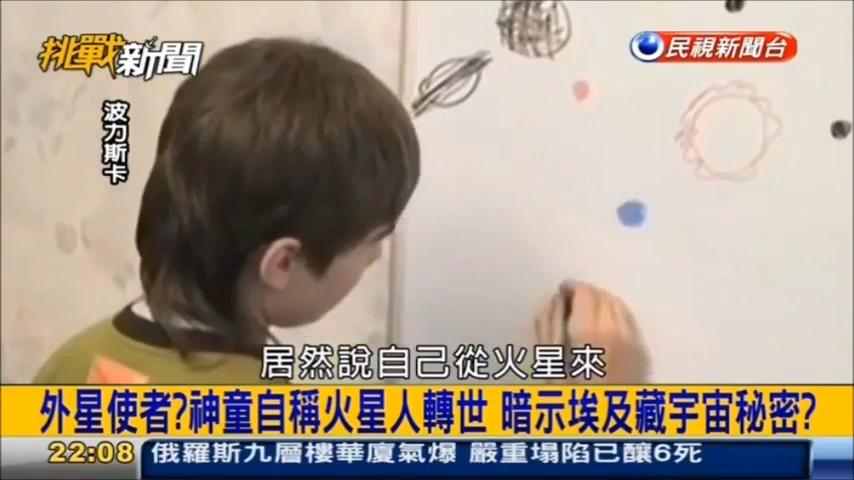 挑戰新聞
民視新聞台
波力斯卡
居然說自己從火星來
外星使者?神童自稱火星人轉世 暗示埃及藏宇宙秘密?
22:08 俄羅斯九層樓華廈氣爆 嚴重塌陷已釀6死